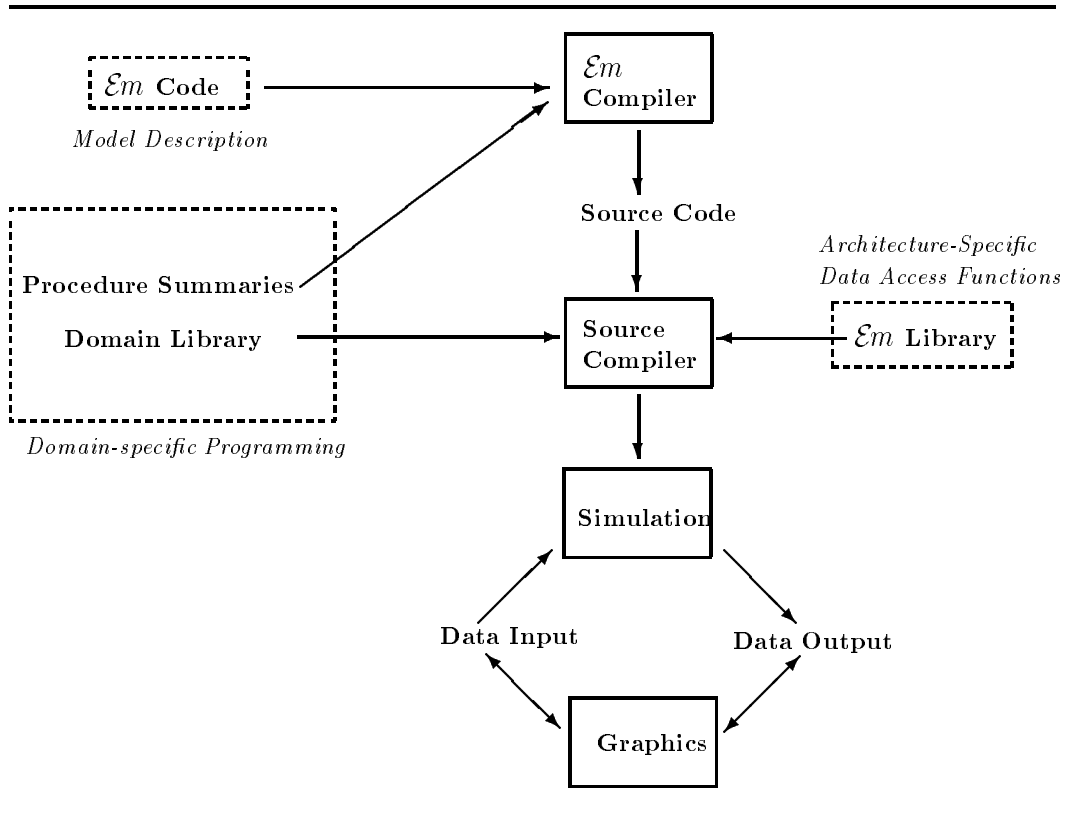 ℰm Code
Model Description
ℰm
Compiler
Source Code
Architecture-Specific
Data Access Functions
Procedure Summaries
Domain Library
Domain-specific Programming
Source
Compiler
ℰm Library
Simulation
Data Input
Data Output
Graphics